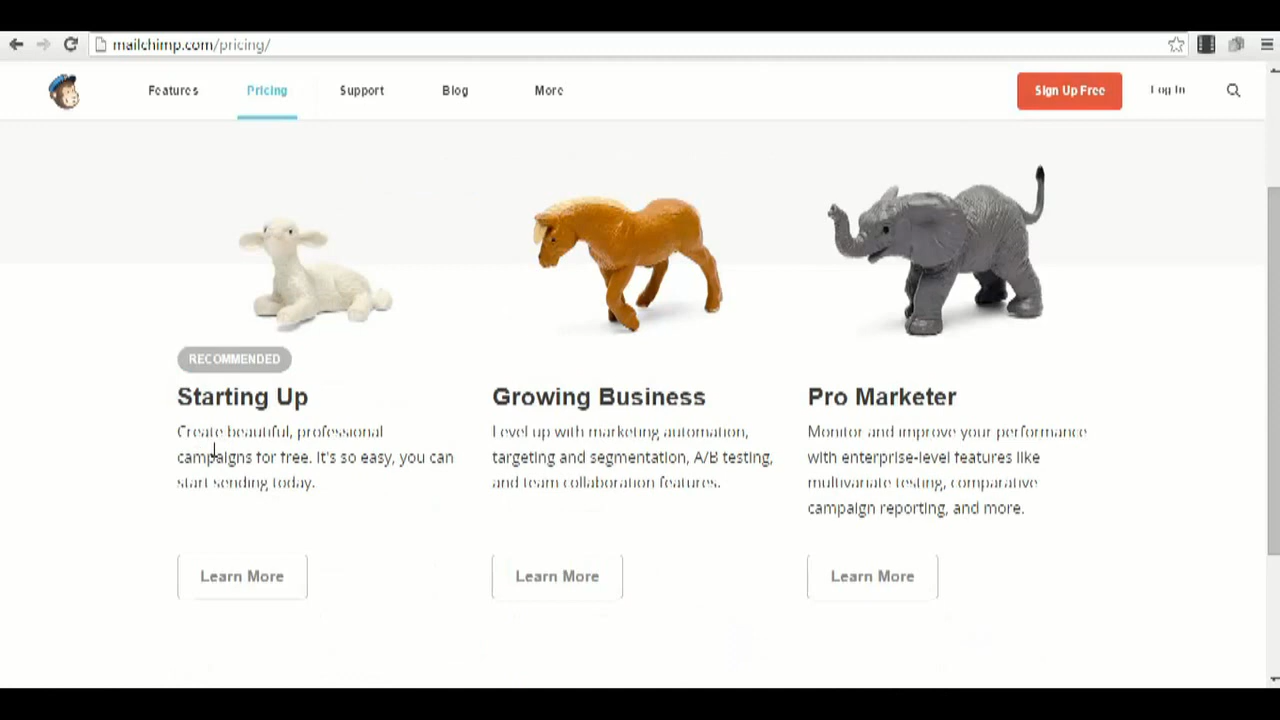 mailchimp.com/pricing/
Features Pricing Support Blog More Sign Up Free Log In
RECOMMENDED
Starting Up
Create beautiful, professional
campaigns for free. It's so easy, you can
start sending today.
Learn More
Growing Business
Level up with marketing automation,
targeting and segmentation, A/B testing,
and team collaboration features.
Learn More
Pro Marketer
Monitor and improve your performance
with enterprise-level features like
multivariate testing, comparative
campaign reporting, and more.
Learn More